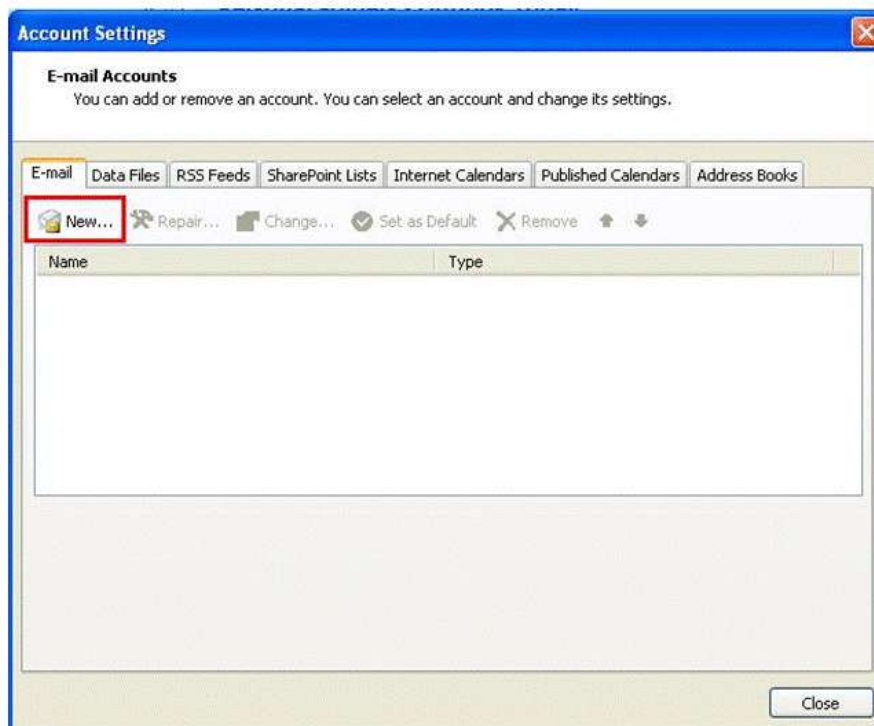 Account Settings
E-mail Accounts
You can add or remove an account. You can select an account and change its settings.
E-mail Data Files RSS Feeds SharePoint Lists Internet Calendars Published Calendars Address Books
New... Repair... Change... Set as Default Remove
Name Type
Close